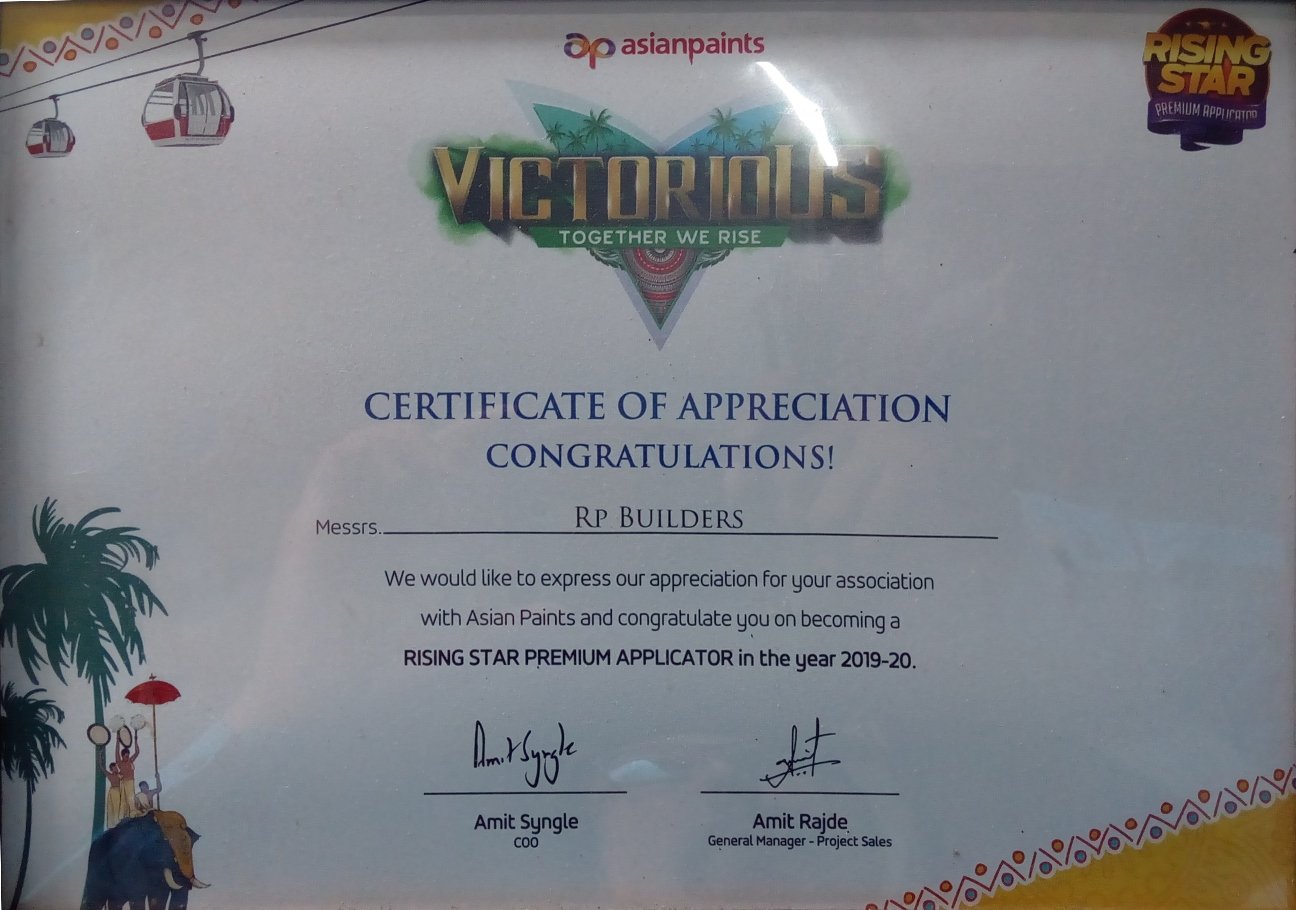 asianpaints
RISING
STAR
PREMIUM APPLICATOR
VICTORIOUS
TOGETHER WE RISE
CERTIFICATE OF APPRECIATION
CONGRATULATIONS!
Messrs. RP BUILDERS
We would like to express our appreciation for your association
with Asian Paints and congratulate you on becoming a
RISING STAR PREMIUM APPLICATOR in the year 2019-20.
Amit Syngle
Amit Syngle Amit Rajde
COO General Manager - Project Sales